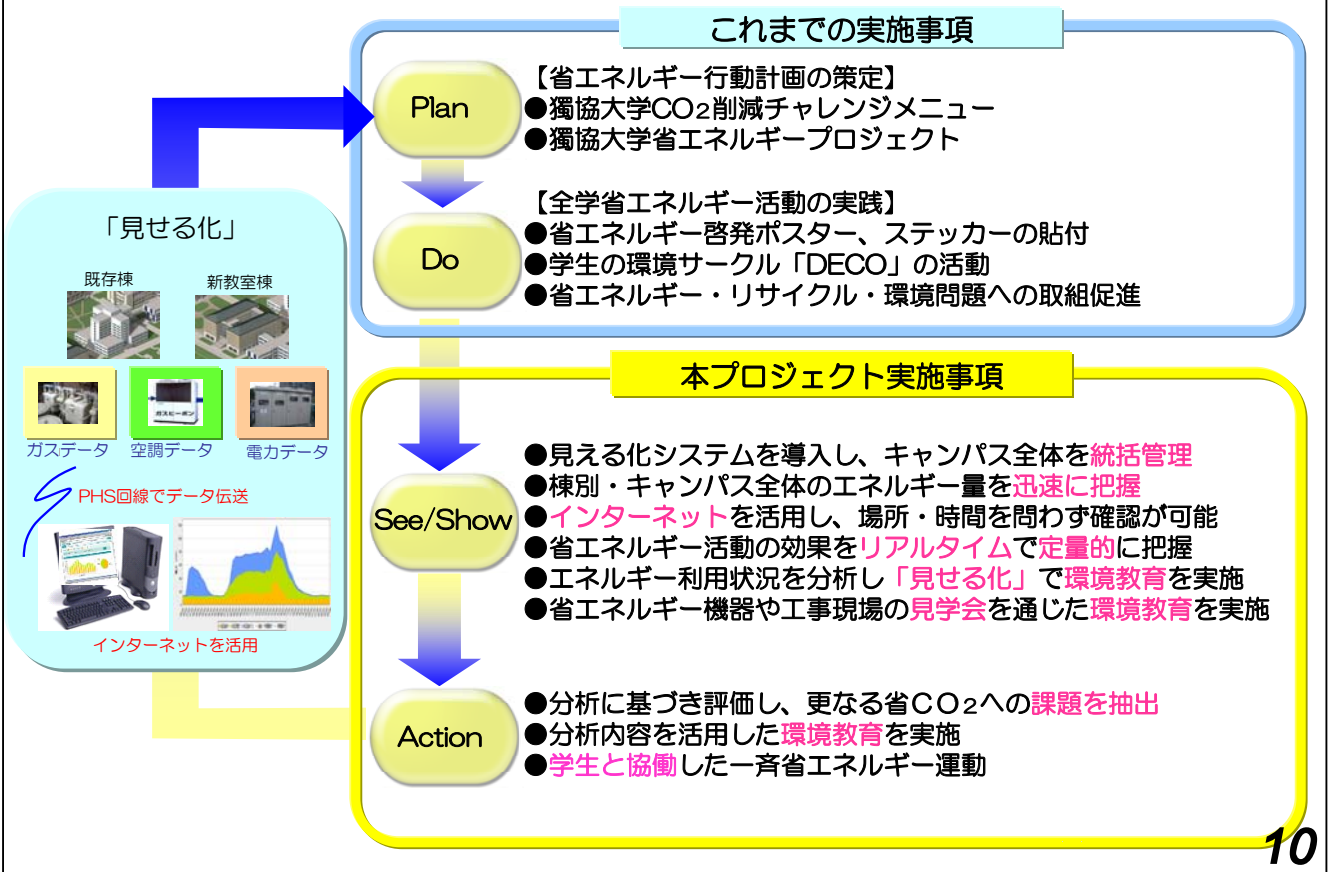 これまでの実施事項
Plan
【省エネルギー行動計画の策定】
●獨協大学CO2削減チャレンジメニュー
●獨協大学省エネルギープロジェクト
Do
【全学省エネルギー活動の実践】
●省エネルギー啓発ポスター、ステッカーの貼付
●学生の環境サークル「DECO」の活動
●省エネルギー・リサイクル・環境問題への取組促進
「見せる化」
既存棟
新教室棟
ガスヒーポン
ガスデータ
空調データ
電力データ
PHS回線でデータ伝送
インターネットを活用
本プロジェクト実施事項
See/Show
●見える化システムを導入し、キャンパス全体を統括管理
●棟別・キャンパス全体のエネルギー量を迅速に把握
●インターネットを活用し、場所・時間を問わず確認が可能
●省エネルギー活動の効果をリアルタイムで定量的に把握
●エネルギー利用状況を分析し「見せる化」で環境教育を実施
●省エネルギー機器や工事現場の見学会を通じた環境教育を実施
Action
●分析に基づき評価し、更なる省CO2への課題を抽出
●分析内容を活用した環境教育を実施
●学生と協働した一斉省エネルギー運動
10